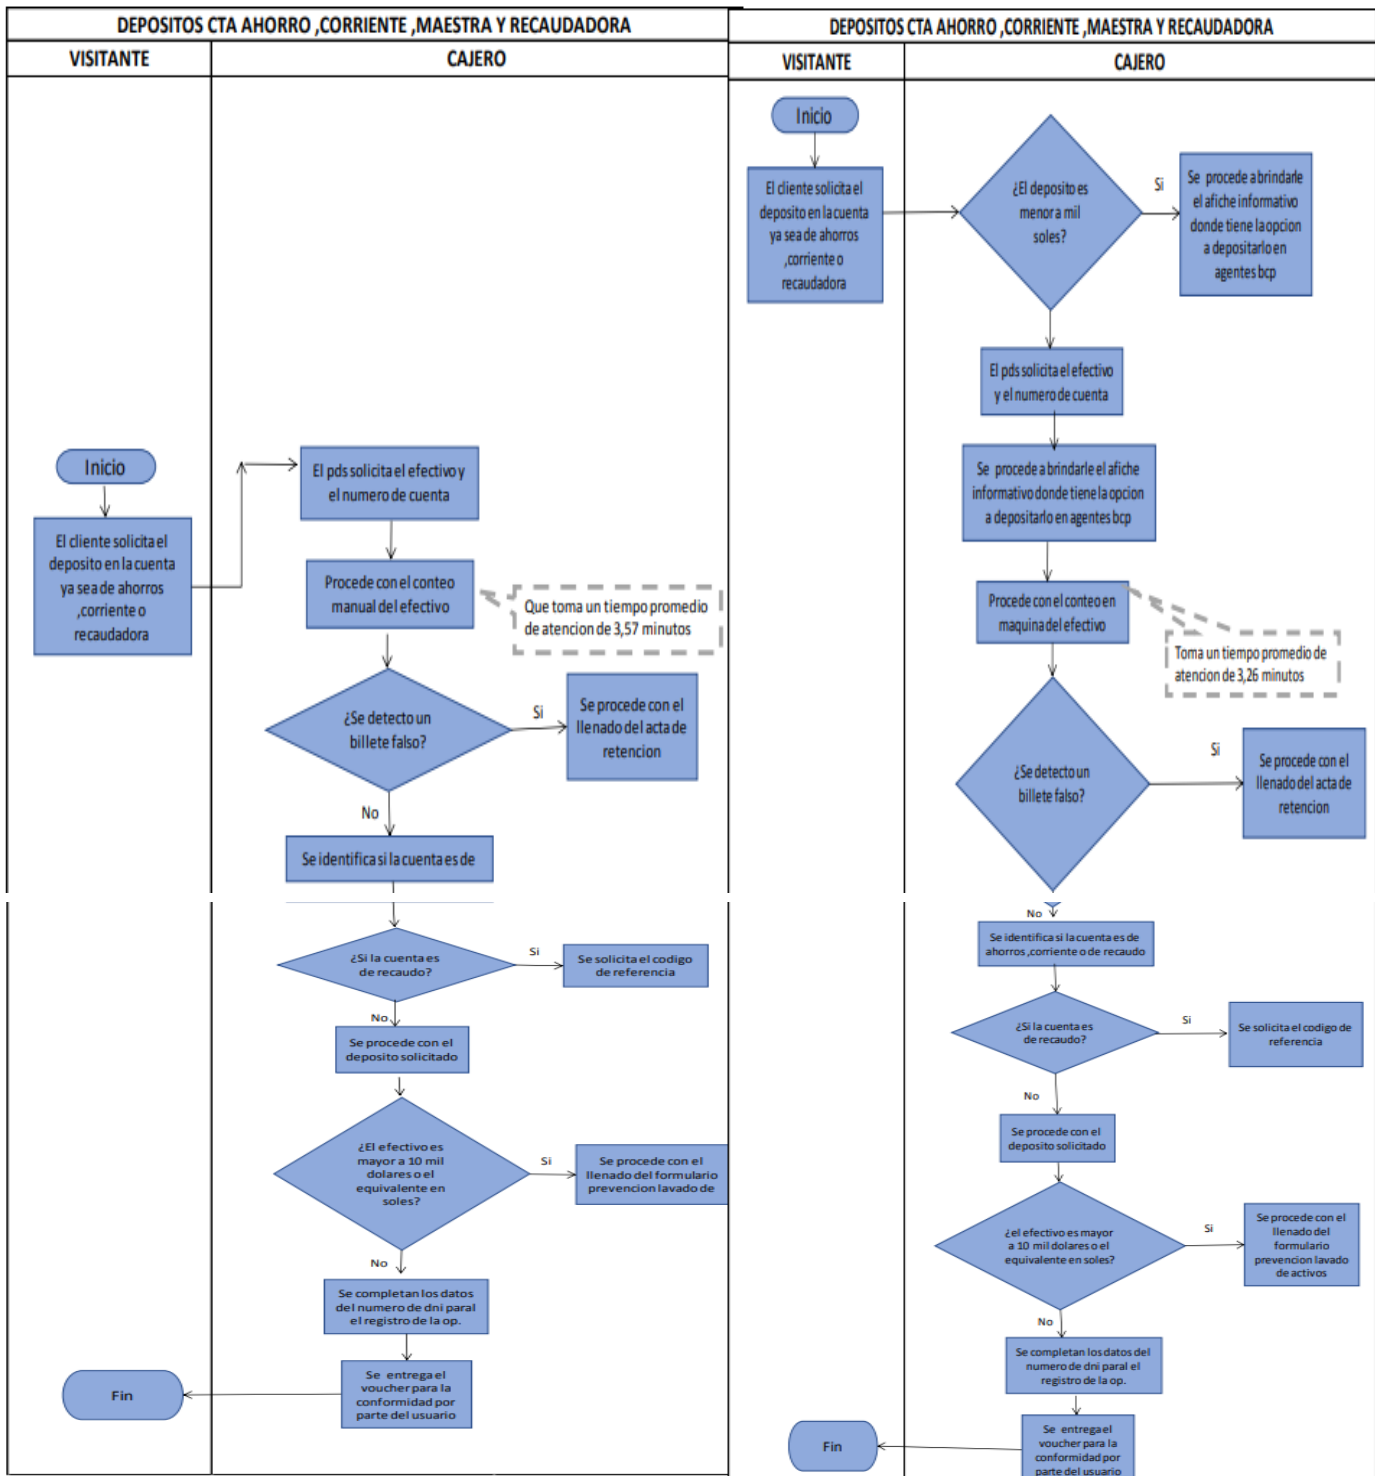 DEPOSITOS CTA AHORRO ,CORRIENTE ,MAESTRA Y RECAUDADORA
VISITANTE
CAJERO
Inicio
El cliente solicita el
deposito en la cuenta
ya sea de ahorros
,corriente o
recaudadora
El pds solicita el efectivo y
el numero de cuenta
Procede con el conteo
manual del efectivo
Que toma un tiempo promedio
de atencion de 3,57 minutos
¿Se detecto un
billete falso?
Si
Se procede con el
llenado del acta de
retencion
No
Se identifica si la cuenta es de
¿Si la cuenta es
de recaudo?
Si
Se solicita el codigo
de referencia
No
Se procede con el
deposito solicitado
¿El efectivo es
mayor a 10 mil
dolares o el
equivalente en
soles?
Si
Se procede con el
llenado del formulario
prevencion lavado de
No
Se completan los datos
del numero de dni paral
el registro de la op.
Se entrega el
voucher para la
conformidad por
parte del usuario
Fin
DEPOSITOS CTA AHORRO ,CORRIENTE ,MAESTRA Y RECAUDADORA
VISITANTE
CAJERO
Inicio
El cliente solicita el
deposito en la cuenta
ya sea de ahorros
,corriente o
recaudadora
¿El deposito es
menor a mil
soles?
Si
Se procede a brindarle
el afiche informativo
donde tiene la opcion
a depositarlo en
agentes bcp
El pds solicita el efectivo
y el numero de cuenta
Se procede a brindarle el afiche
informativo donde tiene la opcion
a depositarlo en agentes bcp
Procede con el conteo en
maquina del efectivo
Toma un tiempo promedio de
atencion de 3,26 minutos
¿Se detecto un
billete falso?
Si
Se procede con el
llenado del acta de
retencion
No
Se identifica si la cuenta es de
ahorros ,corriente o de recaudo
¿Si la cuenta es
de recaudo?
Si
Se solicita el codigo de
referencia
No
Se procede con el
deposito solicitado
¿el efectivo es mayor
a 10 mil dolares o el
equivalente en soles?
Si
Se procede con el
llenado del
formulario
prevencion lavado
de activos
No
Se completan los datos del
numero de dni paral el
registro de la op.
Se entrega el
voucher para la
conformidad por
parte del usuario
Fin